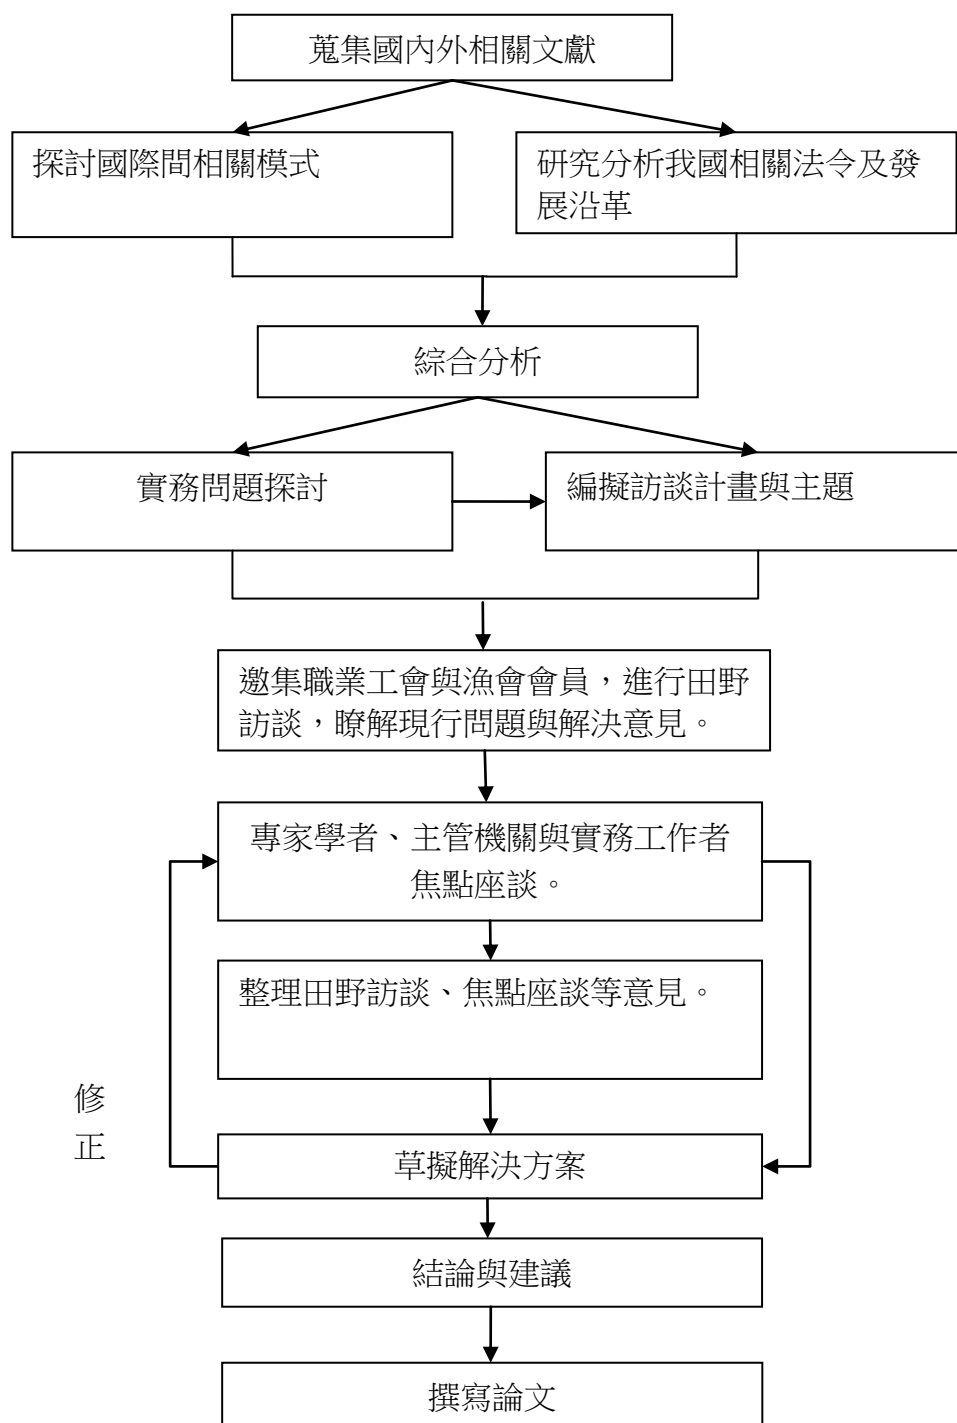 蒐集國內外相關文獻
探討國際間相關模式
研究分析我國相關法令及發
展沿革
綜合分析
實務問題探討
編擬訪談計畫與主題
邀集職業工會與漁會會員，進行田野
訪談，瞭解現行問題與解決意見。
專家學者、主管機關與實務工作者
焦點座談。
整理田野訪談、焦點座談等意見。
修
正
草擬解決方案
結論與建議
撰寫論文